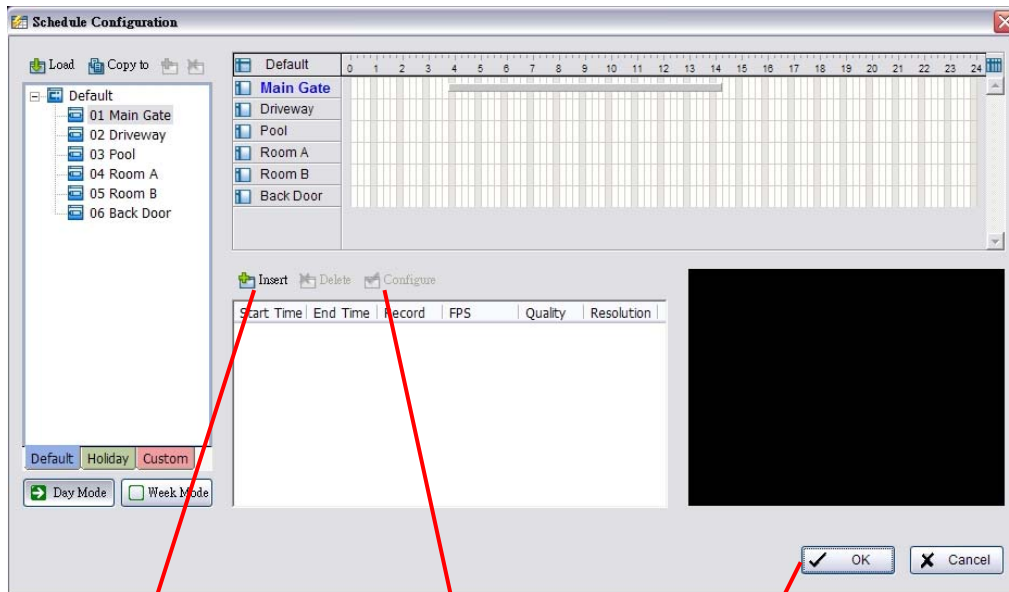 Schedule Configuration
Load Copy to
Default
01 Main Gate
02 Driveway
03 Pool
04 Room A
05 Room B
06 Back Door
Default Holiday Custom
Day Mode Week Mode
Default 0 1 2 3 4 5 6 7 8 9 10 11 12 13 14 15 16 17 18 19 20 21 22 23 24
Main Gate
Driveway
Pool
Room A
Room B
Back Door
Insert Delete Configure
Start Time End Time Record FPS Quality Resolution
OK Cancel